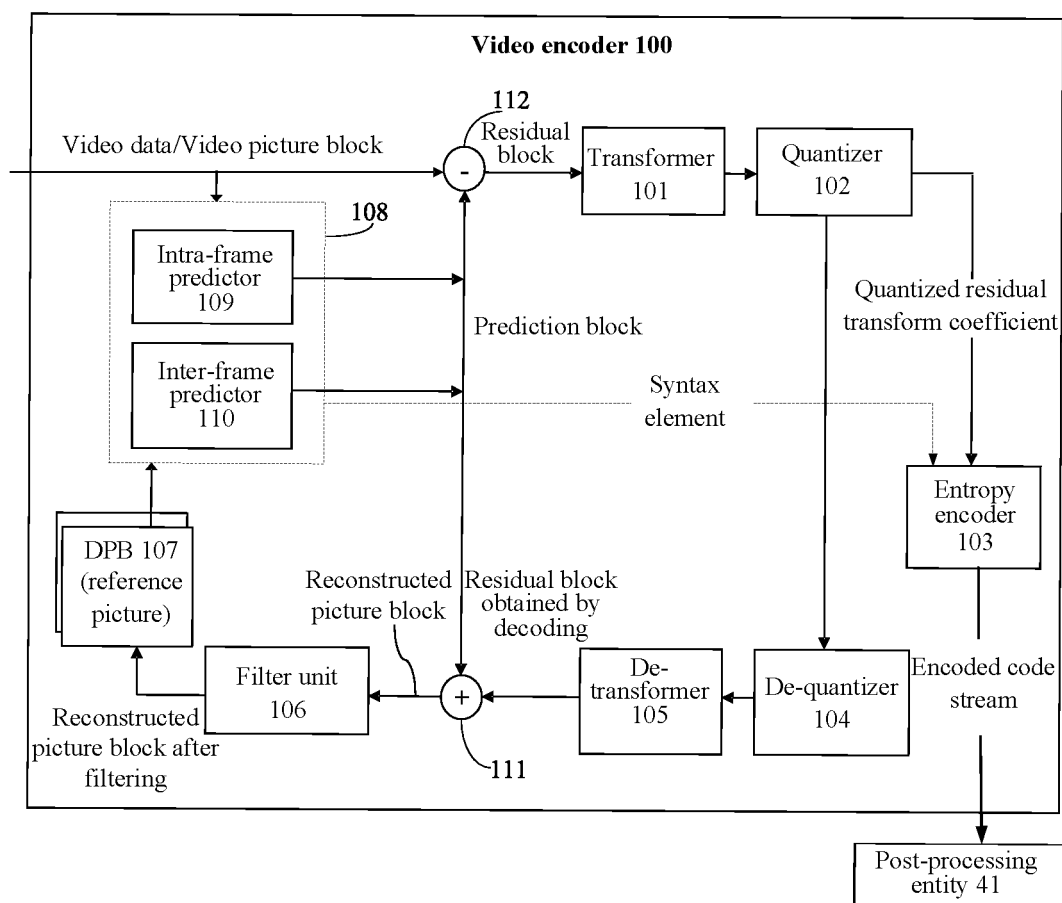 Video encoder 100
112
Video data/Video picture block
Residual
block
-
Transformer
101
Quantizer
102
108
Intra-frame
predictor
109
Prediction block
Quantized residual
transform coefficient
Inter-frame
predictor
110
Syntax
element
Entropy
encoder
103
DPB 107
(reference
picture)
Reconstructed
picture block
Residual block
obtained by
decoding
Filter unit
106
+
De-
transformer
105
De-quantizer
104
Encoded code
stream
Reconstructed
picture block after
filtering
111
Post-processing
entity 41